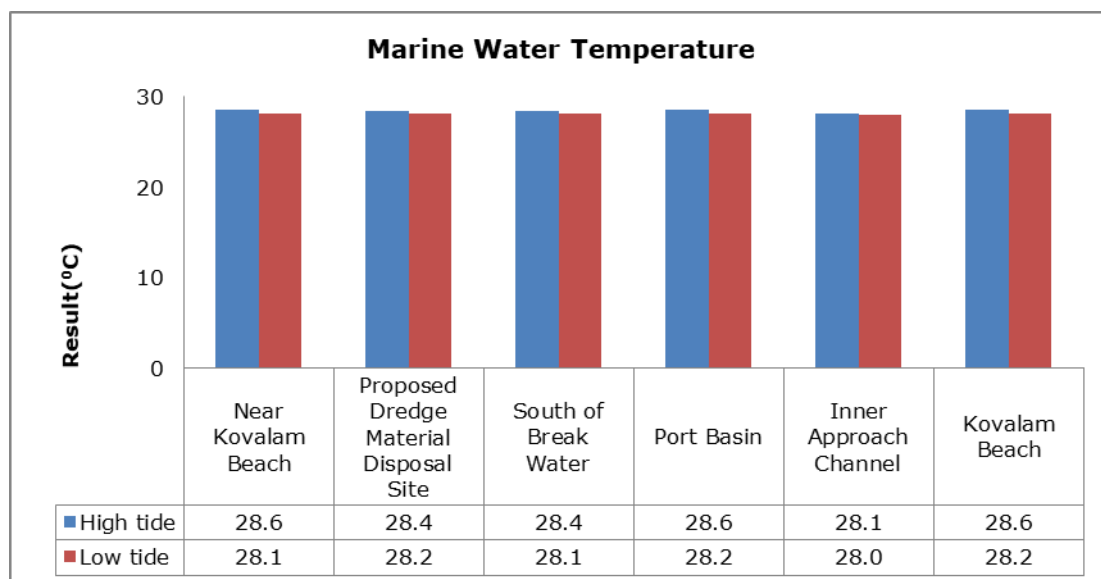 Marine Water Temperature
Result(⁰C)
30
20
10
0
Near
Kovalam
Beach
Proposed
Dredge
Material
Disposal
Site
South of
Break
Water
Port Basin
Inner
Approach
Channel
Kovalam
Beach
High tide 28.6 28.4 28.4 28.6 28.1 28.6
Low tide 28.1 28.2 28.1 28.2 28.0 28.2